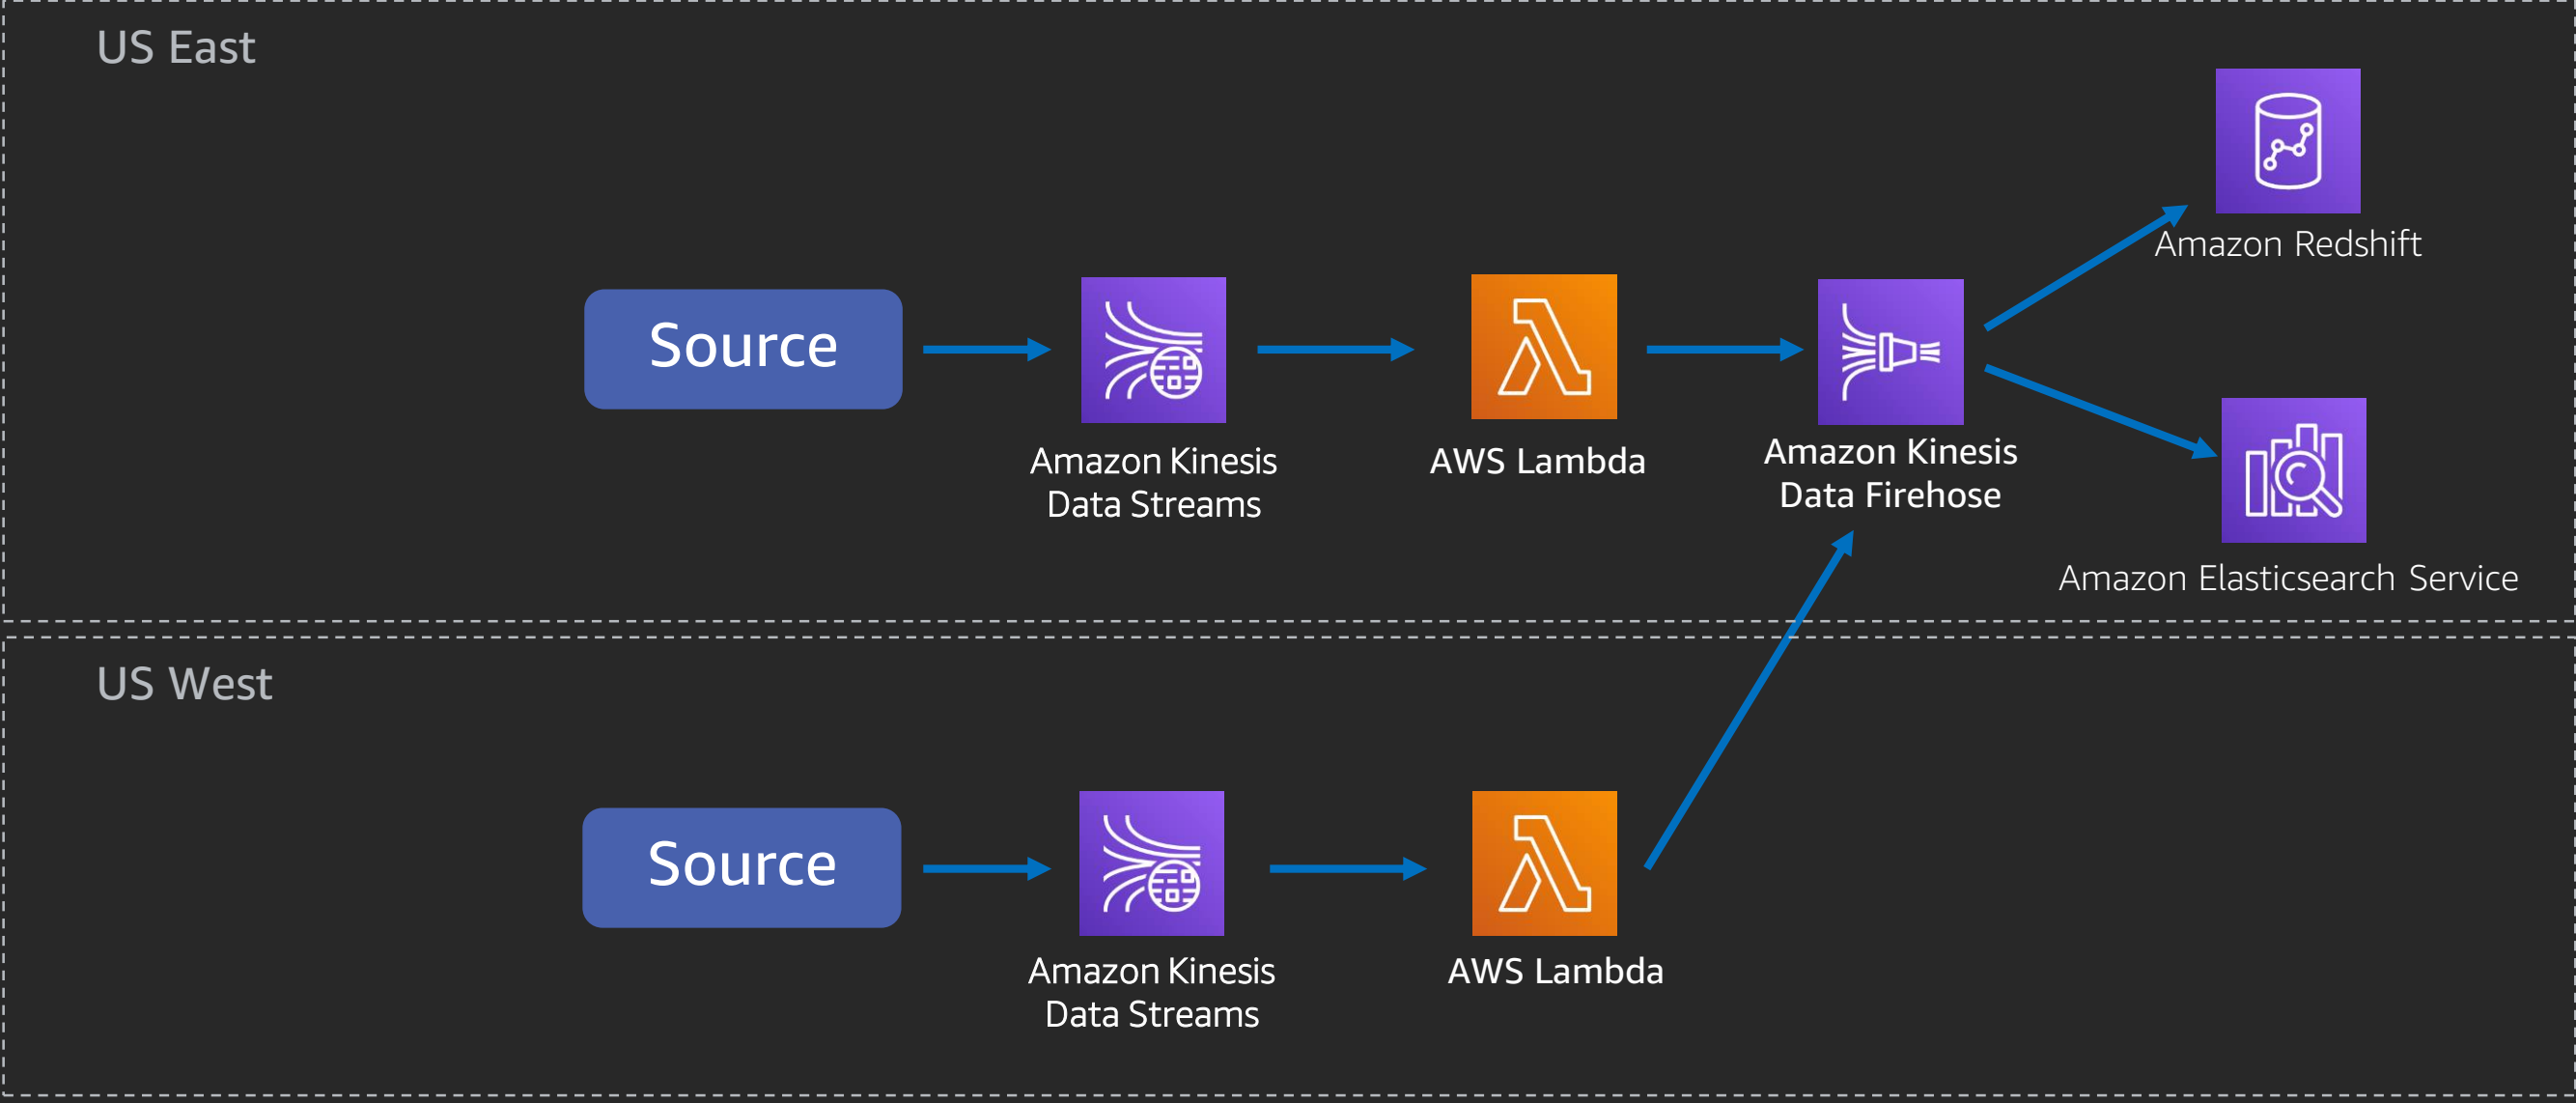 US East
Amazon Redshift
Source
Amazon Kinesis
Data Streams
AWS Lambda
Amazon Kinesis
Data Firehose
Amazon Elasticsearch Service
US West
Source
Amazon Kinesis
Data Streams
AWS Lambda